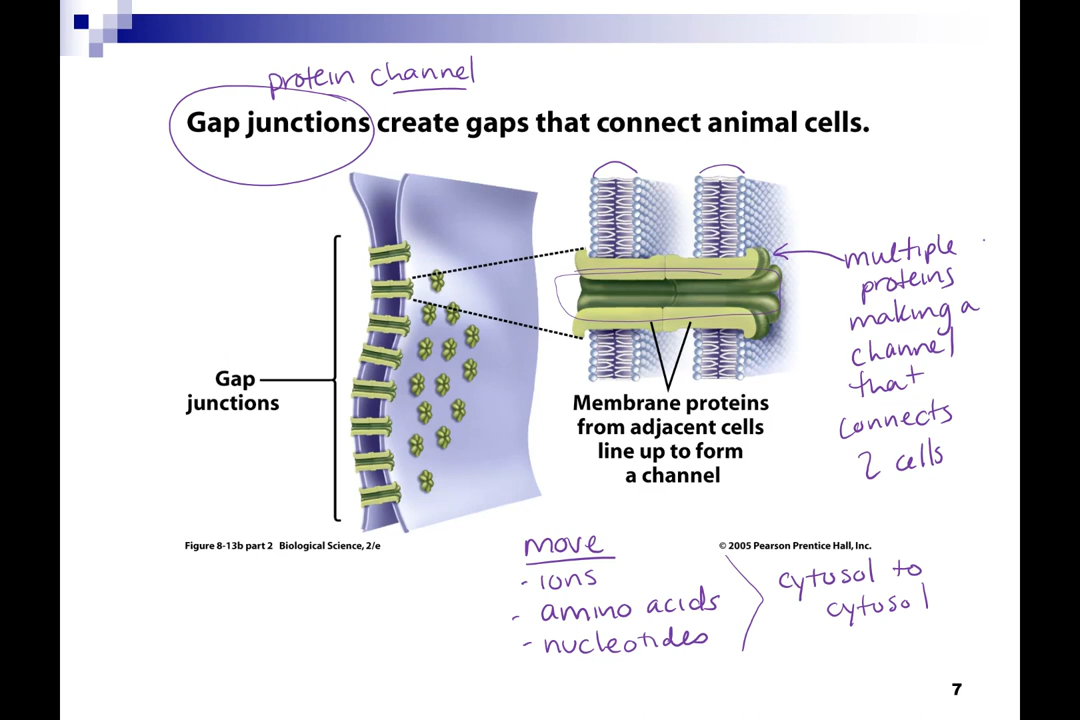 protein channel
Gap junctions create gaps that connect animal cells.
multiple
proteins
making a
channel
that
connects
2 cells
Gap
junctions
Membrane proteins
from adjacent cells
line up to form
a channel
Figure 8-13b part 2 Biological Science, 2/e
© 2005 Pearson Prentice Hall, Inc.
move
- ions
- amino acids
- nucleotides
cytosol to
cytosol
7